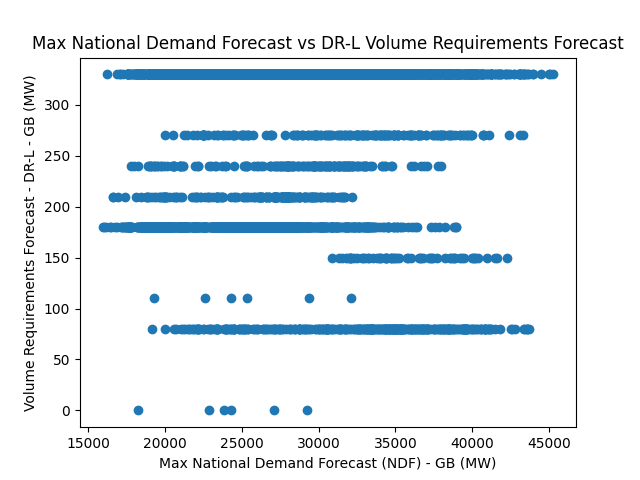 Max National Demand Forecast vs DR-L Volume Requirements Forecast
Volume Requirements Forecast - DR-L - GB (MW)
300
250
200
150
100
50
0
15000 20000 25000 30000 35000 40000 45000
Max National Demand Forecast (NDF) - GB (MW)